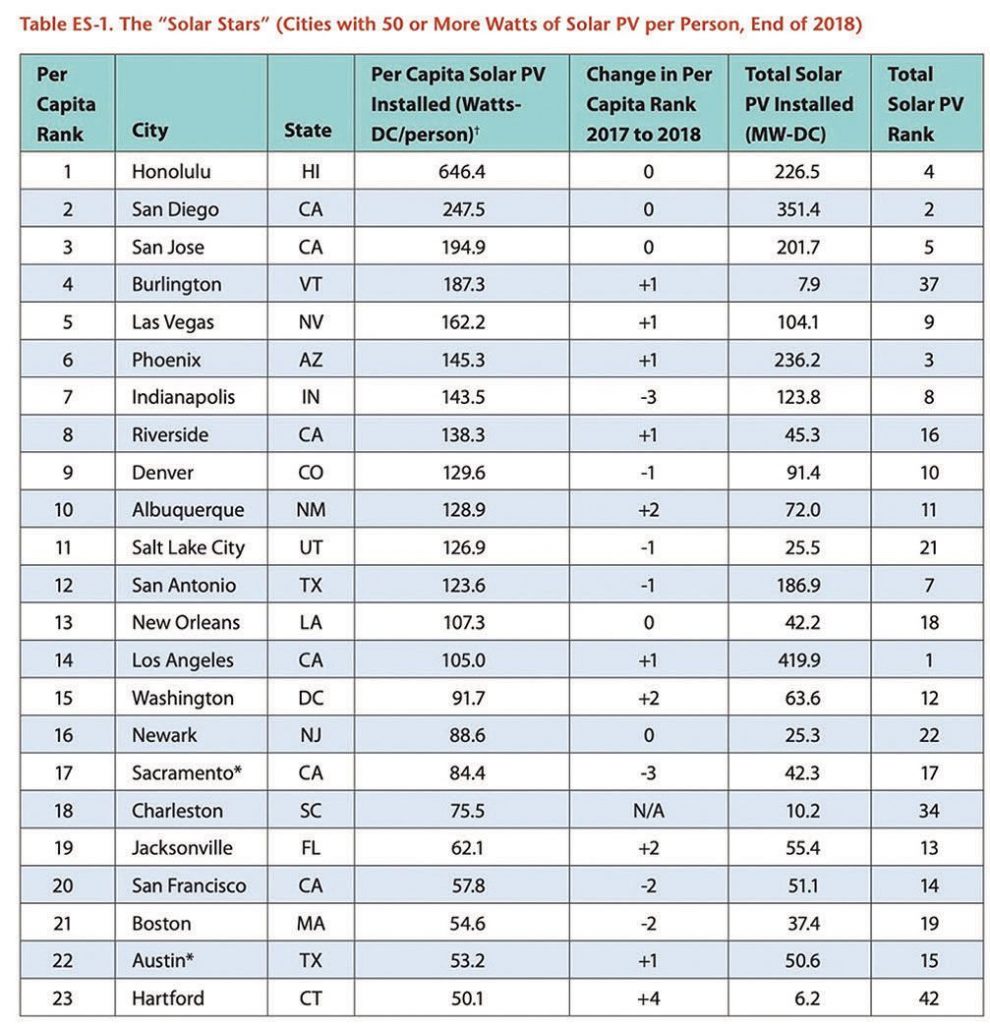 Table ES-1. The “Solar Stars” (Cities with 50 or More Watts of Solar PV per Person, End of 2018)
Per Capita Rank City State Per Capita Solar PV Installed (Watts-DC/person)† Change in Per Capita Rank 2017 to 2018 Total Solar PV Installed (MW-DC) Total Solar PV Rank
1 Honolulu HI 646.4 0 226.5 4
2 San Diego CA 247.5 0 351.4 2
3 San Jose CA 194.9 0 201.7 5
4 Burlington VT 187.3 +1 7.9 37
5 Las Vegas NV 162.2 +1 104.1 9
6 Phoenix AZ 145.3 +1 236.2 3
7 Indianapolis IN 143.5 -3 123.8 8
8 Riverside CA 138.3 +1 45.3 16
9 Denver CO 129.6 -1 91.4 10
10 Albuquerque NM 128.9 +2 72.0 11
11 Salt Lake City UT 126.9 -1 25.5 21
12 San Antonio TX 123.6 -1 186.9 7
13 New Orleans LA 107.3 0 42.2 18
14 Los Angeles CA 105.0 +1 419.9 1
15 Washington DC 91.7 +2 63.6 12
16 Newark NJ 88.6 0 25.3 22
17 Sacramento* CA 84.4 -3 42.3 17
18 Charleston SC 75.5 N/A 10.2 34
19 Jacksonville FL 62.1 +2 55.4 13
20 San Francisco CA 57.8 -2 51.1 14
21 Boston MA 54.6 -2 37.4 19
22 Austin* TX 53.2 +1 50.6 15
23 Hartford CT 50.1 +4 6.2 42